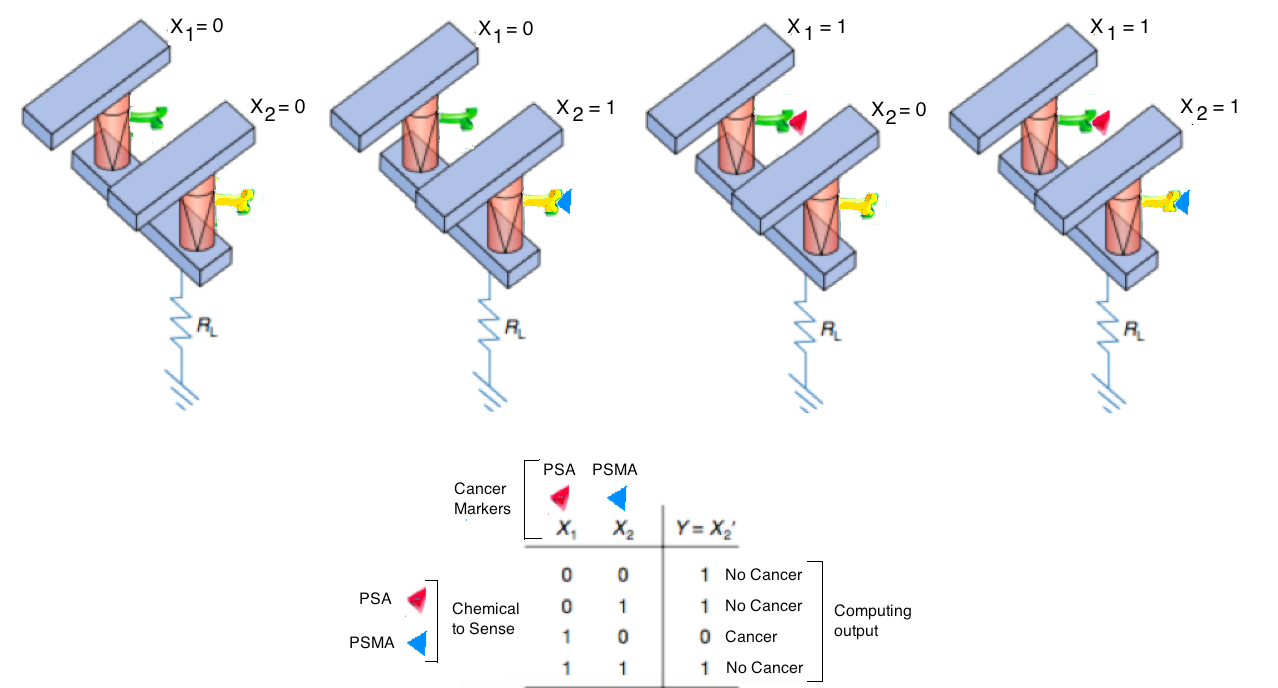 X1 = 0
X2 = 0
RL
X1 = 0
X2 = 1
RL
X1 = 1
X2 = 0
RL
X1 = 1
X2 = 1
RL
Cancer
Markers
PSA PSMA
X1 X2 Y = X2'
0 0 1 No Cancer
0 1 1 No Cancer
1 0 0 Cancer
1 1 1 No Cancer
PSA
PSMA
Chemical
to Sense
Computing
output